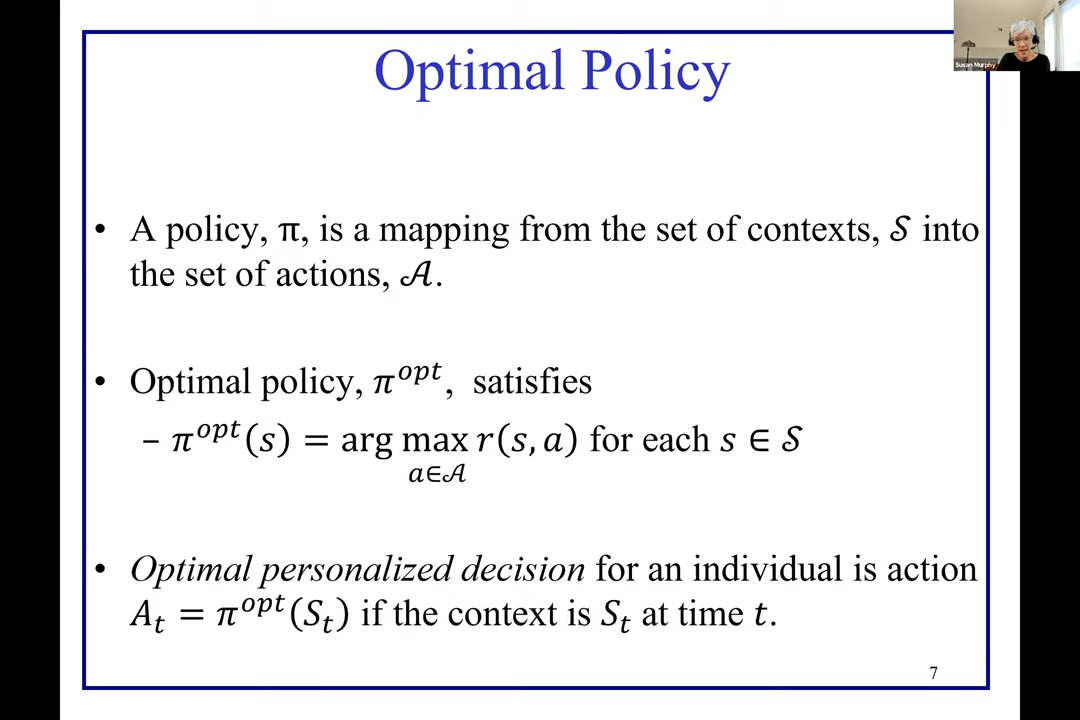 Optimal Policy
Susan Murphy
• A policy, π, is a mapping from the set of contexts, 𝒮 into
the set of actions, 𝒜.
• Optimal policy, π^{opt}, satisfies
– π^{opt}(s) = arg max r(s, a) for each s ∈ 𝒮
a∈𝒜
• Optimal personalized decision for an individual is action
A_t = π^{opt}(S_t) if the context is S_t at time t.
7